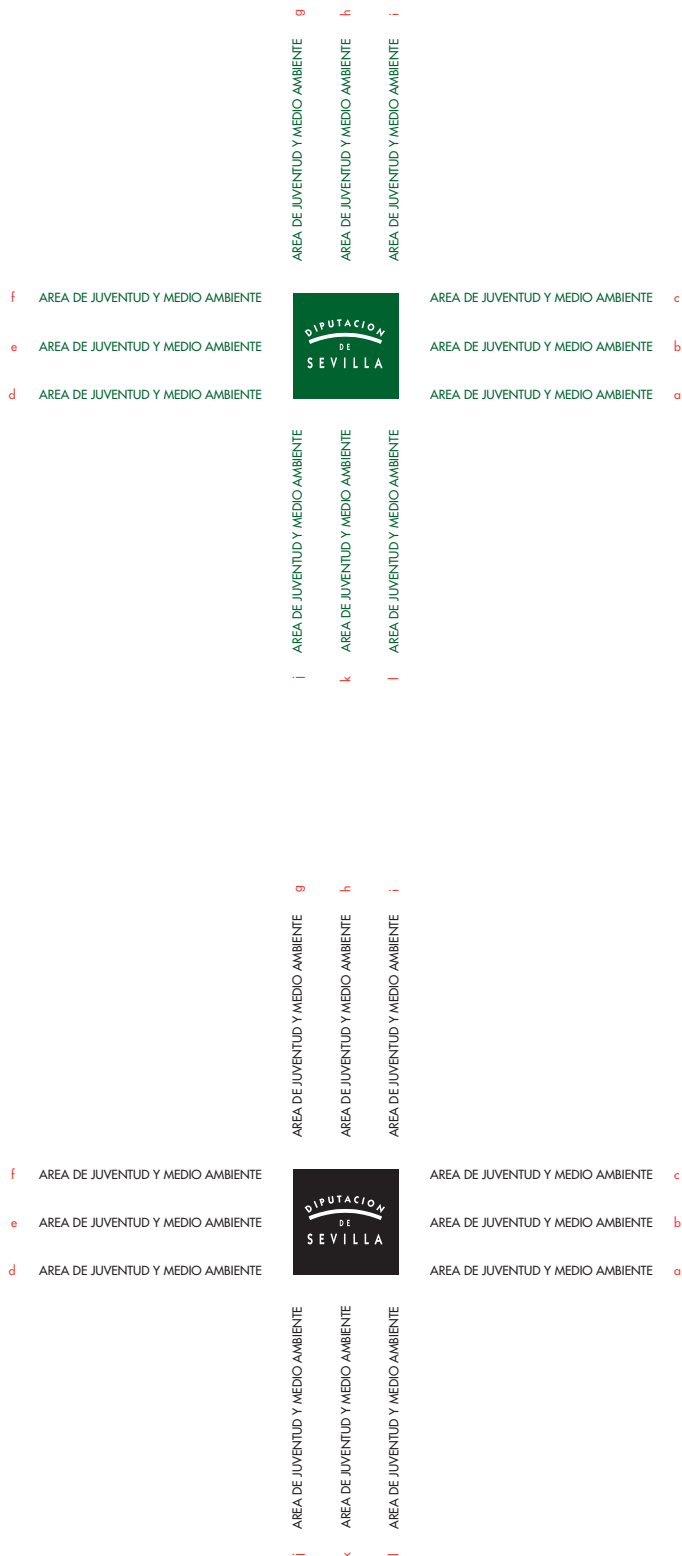 g h i
AREA DE JUVENTUD Y MEDIO AMBIENTE
AREA DE JUVENTUD Y MEDIO AMBIENTE
AREA DE JUVENTUD Y MEDIO AMBIENTE
f AREA DE JUVENTUD Y MEDIO AMBIENTE
e AREA DE JUVENTUD Y MEDIO AMBIENTE
d AREA DE JUVENTUD Y MEDIO AMBIENTE
DIPUTACION
DE
SEVILLA
AREA DE JUVENTUD Y MEDIO AMBIENTE c
AREA DE JUVENTUD Y MEDIO AMBIENTE b
AREA DE JUVENTUD Y MEDIO AMBIENTE a
AREA DE JUVENTUD Y MEDIO AMBIENTE
AREA DE JUVENTUD Y MEDIO AMBIENTE
AREA DE JUVENTUD Y MEDIO AMBIENTE
j k l
g h i
AREA DE JUVENTUD Y MEDIO AMBIENTE
AREA DE JUVENTUD Y MEDIO AMBIENTE
AREA DE JUVENTUD Y MEDIO AMBIENTE
f AREA DE JUVENTUD Y MEDIO AMBIENTE
e AREA DE JUVENTUD Y MEDIO AMBIENTE
d AREA DE JUVENTUD Y MEDIO AMBIENTE
DIPUTACION
DE
SEVILLA
AREA DE JUVENTUD Y MEDIO AMBIENTE c
AREA DE JUVENTUD Y MEDIO AMBIENTE b
AREA DE JUVENTUD Y MEDIO AMBIENTE a
AREA DE JUVENTUD Y MEDIO AMBIENTE
AREA DE JUVENTUD Y MEDIO AMBIENTE
AREA DE JUVENTUD Y MEDIO AMBIENTE
j k l